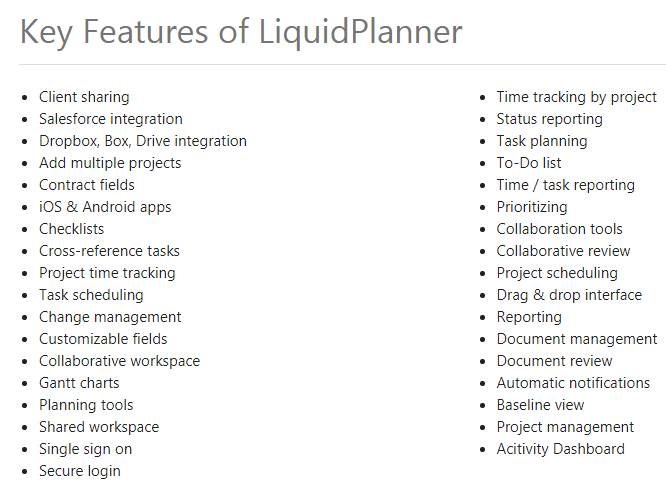 Key Features of LiquidPlanner
Client sharing
Salesforce integration
Dropbox, Box, Drive integration
Add multiple projects
Contract fields
iOS & Android apps
Checklists
Cross-reference tasks
Project time tracking
Task scheduling
Change management
Customizable fields
Collaborative workspace
Gantt charts
Planning tools
Shared workspace
Single sign on
Secure login
Time tracking by project
Status reporting
Task planning
To-Do list
Time / task reporting
Prioritizing
Collaboration tools
Collaborative review
Project scheduling
Drag & drop interface
Reporting
Document management
Document review
Automatic notifications
Baseline view
Project management
Acitivity Dashboard